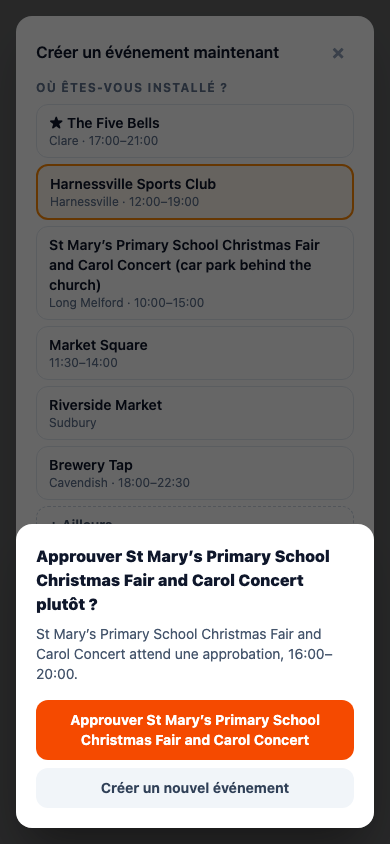 Créer un événement maintenant ×
OÙ ÊTES-VOUS INSTALLÉ ?
★ The Five Bells
Clare · 17:00–21:00
Harnessville Sports Club
Harnessville · 12:00–19:00
St Mary’s Primary School Christmas Fair
and Carol Concert (car park behind the
church)
Long Melford · 10:00–15:00
Market Square
11:30–14:00
Riverside Market
Sudbury
Brewery Tap
Cavendish · 18:00–22:30
+ Ailleurs
Approuver St Mary’s Primary School
Christmas Fair and Carol Concert
plutôt ?
St Mary’s Primary School Christmas Fair and
Carol Concert attend une approbation, 16:00–
20:00.
Approuver St Mary’s Primary School
Christmas Fair and Carol Concert
Créer un nouvel événement